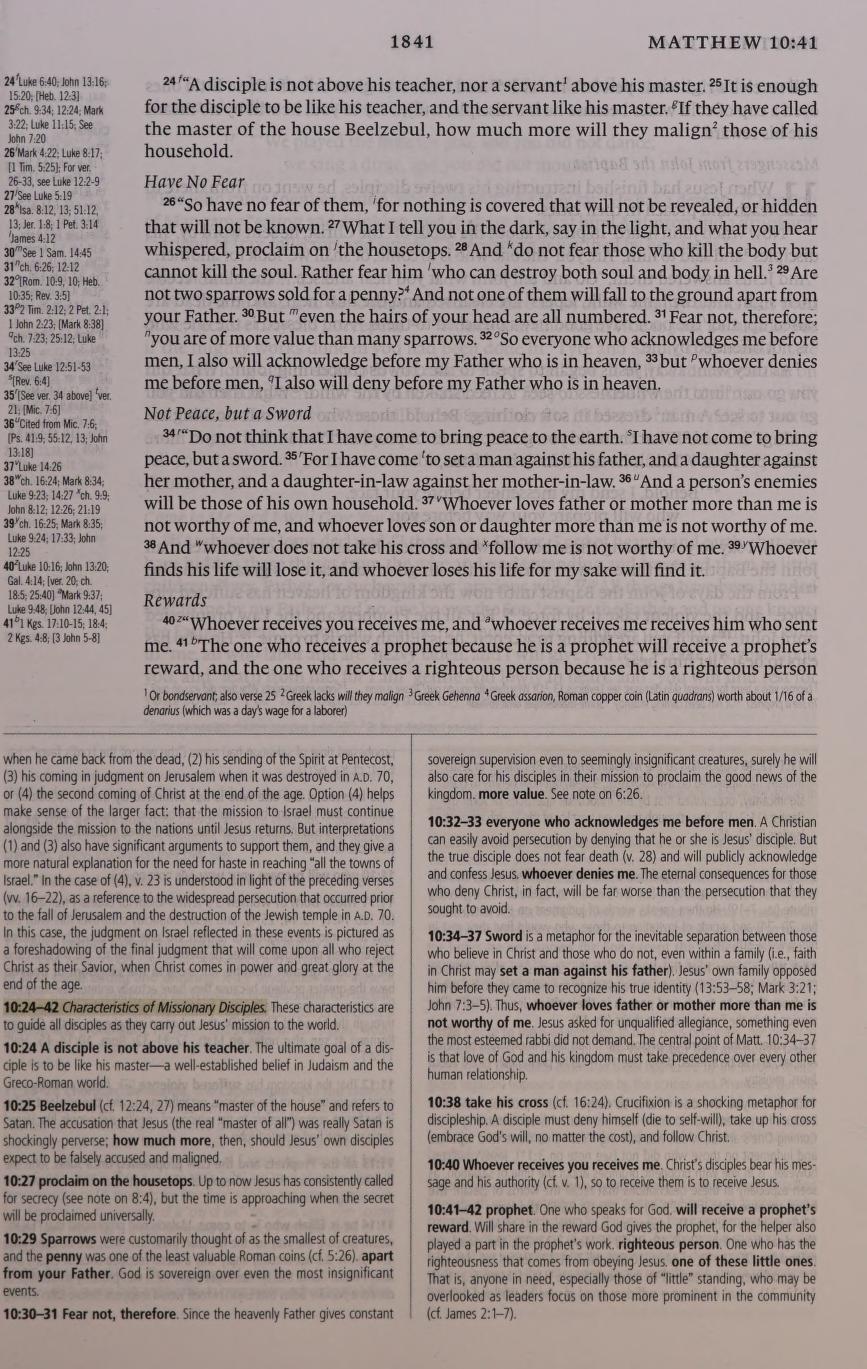 1841
MATTHEW 10:41
24 f Luke 6:40; John 13:16;
15:20; [Heb. 12:3]
25 g ch. 9:34; 12:24; Mark
3:22; Luke 11:15; See
John 7:20
26 i Mark 4:22; Luke 8:17;
[1 Tim. 5:25]; For ver.
26-33, see Luke 12:2-9
27 j See Luke 5:19
28 k Isa. 8:12, 13; 51:12,
13; Jer. 1:8; 1 Pet. 3:14
l James 4:12
30 m See 1 Sam. 14:45
31 n ch. 6:26; 12:12
32 o [Rom. 10:9, 10; Heb.
10:35; Rev. 3:5]
33 p 2 Tim. 2:12; 2 Pet. 2:1;
1 John 2:23; [Mark 8:38]
q ch. 7:23; 25:12; Luke
13:25
34 r See Luke 12:51-53
s [Rev. 6:4]
35 r [See ver. 34 above] t ver.
21; [Mic. 7:6]
36 u Cited from Mic. 7:6;
[Ps. 41:9; 55:12, 13; John
13:18]
37 v Luke 14:26
38 w ch. 16:24; Mark 8:34;
Luke 9:23; 14:27 x ch. 9:9;
John 8:12; 12:26; 21:19
39 y ch. 16:25; Mark 8:35;
Luke 9:24; 17:33; John
12:25
40 z Luke 10:16; John 13:20;
Gal. 4:14; [ver. 20; ch.
18:5; 25:40] a Mark 9:37;
Luke 9:48; [John 12:44, 45]
41 b 1 Kgs. 17:10-15; 18:4;
2 Kgs. 4:8; [3 John 5-8]
24 f "A disciple is not above his teacher, nor a servant1 above his master. 25 It is enough
for the disciple to be like his teacher, and the servant like his master. g If they have called
the master of the house Beelzebul, how much more will they malign2 those of his
household.
Have No Fear
26 "So have no fear of them, i for nothing is covered that will not be revealed, or hidden
that will not be known. 27 What I tell you in the dark, say in the light, and what you hear
whispered, proclaim on j the housetops. 28 And k do not fear those who kill the body but
cannot kill the soul. Rather fear him l who can destroy both soul and body in hell.3 29 Are
not two sparrows sold for a penny?4 And not one of them will fall to the ground apart from
your Father. 30 But m even the hairs of your head are all numbered. 31 Fear not, therefore;
n you are of more value than many sparrows. 32 o So everyone who acknowledges me before
men, I also will acknowledge before my Father who is in heaven, 33 but p whoever denies
me before men, q I also will deny before my Father who is in heaven.
Not Peace, but a Sword
34 r "Do not think that I have come to bring peace to the earth. s I have not come to bring
peace, but a sword. 35 r For I have come t to set a man against his father, and a daughter against
her mother, and a daughter-in-law against her mother-in-law. 36 u And a person's enemies
will be those of his own household. 37 v Whoever loves father or mother more than me is
not worthy of me, and whoever loves son or daughter more than me is not worthy of me.
38 And w whoever does not take his cross and x follow me is not worthy of me. 39 y Whoever
finds his life will lose it, and whoever loses his life for my sake will find it.
Rewards
40 z "Whoever receives you receives me, and a whoever receives me receives him who sent
me. 41 b The one who receives a prophet because he is a prophet will receive a prophet's
reward, and the one who receives a righteous person because he is a righteous person
1 Or bondservant; also verse 25 2 Greek lacks will they malign 3 Greek Gehenna 4 Greek assarion, Roman copper coin (Latin quadrans) worth about 1/16 of a
denarius (which was a day's wage for a laborer)
when he came back from the dead, (2) his sending of the Spirit at Pentecost,
(3) his coming in judgment on Jerusalem when it was destroyed in A.D. 70,
or (4) the second coming of Christ at the end of the age. Option (4) helps
make sense of the larger fact: that the mission to Israel must continue
alongside the mission to the nations until Jesus returns. But interpretations
(1) and (3) also have significant arguments to support them, and they give a
more natural explanation for the need for haste in reaching "all the towns of
Israel." In the case of (4), v. 23 is understood in light of the preceding verses
(vv. 16–22), as a reference to the widespread persecution that occurred prior
to the fall of Jerusalem and the destruction of the Jewish temple in A.D. 70.
In this case, the judgment on Israel reflected in these events is pictured as
a foreshadowing of the final judgment that will come upon all who reject
Christ as their Savior, when Christ comes in power and great glory at the
end of the age.
10:24–42 Characteristics of Missionary Disciples. These characteristics are
to guide all disciples as they carry out Jesus' mission to the world.
10:24 A disciple is not above his teacher. The ultimate goal of a dis-
ciple is to be like his master—a well-established belief in Judaism and the
Greco-Roman world.
10:25 Beelzebul (cf. 12:24, 27) means "master of the house" and refers to
Satan. The accusation that Jesus (the real "master of all") was really Satan is
shockingly perverse; how much more, then, should Jesus' own disciples
expect to be falsely accused and maligned.
10:27 proclaim on the housetops. Up to now Jesus has consistently called
for secrecy (see note on 8:4), but the time is approaching when the secret
will be proclaimed universally.
10:29 Sparrows were customarily thought of as the smallest of creatures,
and the penny was one of the least valuable Roman coins (cf. 5:26). apart
from your Father. God is sovereign over even the most insignificant
events.
10:30–31 Fear not, therefore. Since the heavenly Father gives constant
sovereign supervision even to seemingly insignificant creatures, surely he will
also care for his disciples in their mission to proclaim the good news of the
kingdom. more value. See note on 6:26.
10:32–33 everyone who acknowledges me before men. A Christian
can easily avoid persecution by denying that he or she is Jesus' disciple. But
the true disciple does not fear death (v. 28) and will publicly acknowledge
and confess Jesus. whoever denies me. The eternal consequences for those
who deny Christ, in fact, will be far worse than the persecution that they
sought to avoid.
10:34–37 Sword is a metaphor for the inevitable separation between those
who believe in Christ and those who do not, even within a family (i.e., faith
in Christ may set a man against his father). Jesus' own family opposed
him before they came to recognize his true identity (13:53–58; Mark 3:21;
John 7:3–5). Thus, whoever loves father or mother more than me is
not worthy of me. Jesus asked for unqualified allegiance, something even
the most esteemed rabbi did not demand. The central point of Matt. 10:34–37
is that love of God and his kingdom must take precedence over every other
human relationship.
10:38 take his cross (cf. 16:24). Crucifixion is a shocking metaphor for
discipleship. A disciple must deny himself (die to self-will), take up his cross
(embrace God's will, no matter the cost), and follow Christ.
10:40 Whoever receives you receives me. Christ's disciples bear his mes-
sage and his authority (cf. v. 1), so to receive them is to receive Jesus.
10:41–42 prophet. One who speaks for God. will receive a prophet's
reward. Will share in the reward God gives the prophet, for the helper also
played a part in the prophet's work. righteous person. One who has the
righteousness that comes from obeying Jesus. one of these little ones.
That is, anyone in need, especially those of "little" standing, who may be
overlooked as leaders focus on those more prominent in the community
(cf. James 2:1–7).